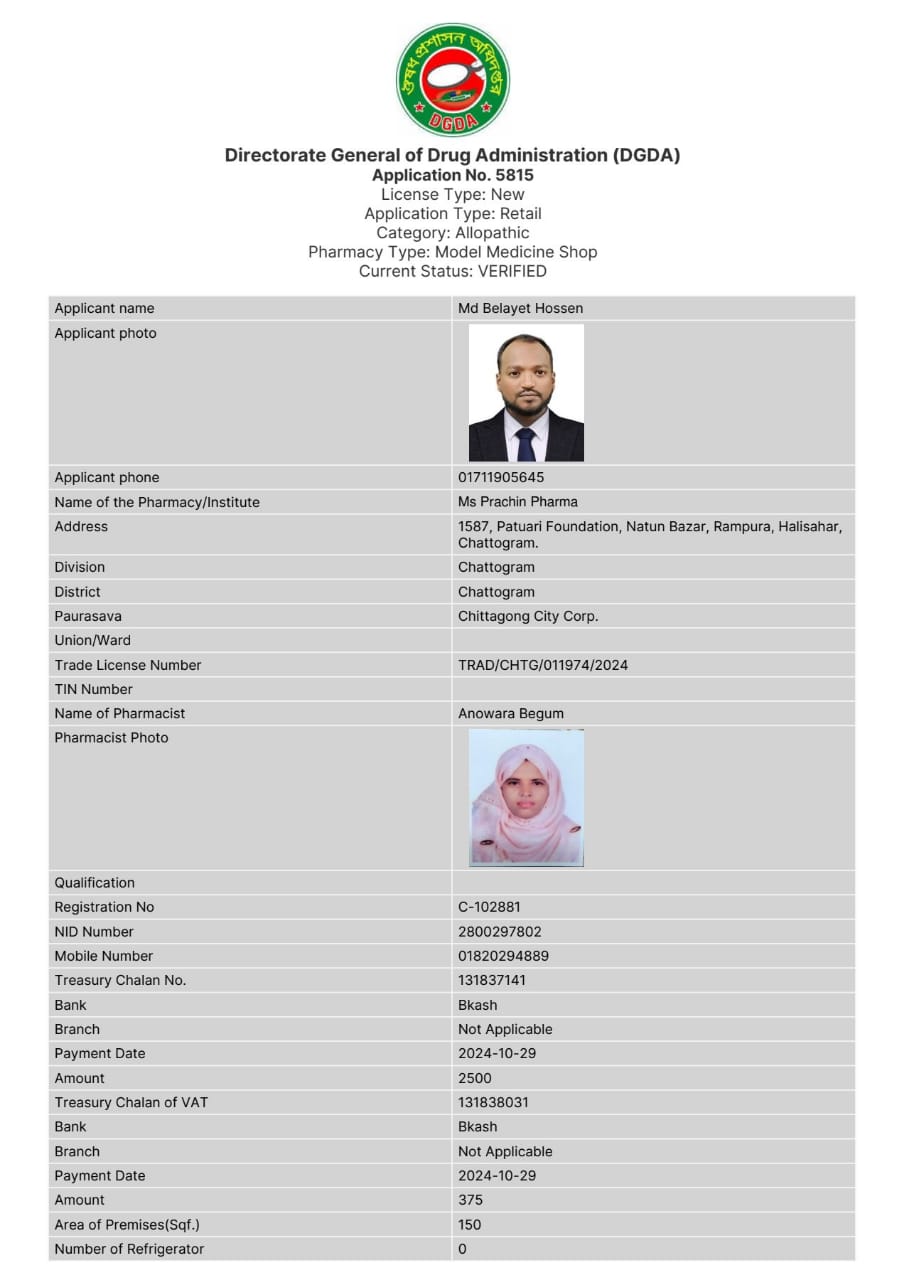 ঔষধ প্রশাসন অধিদপ্তর
DGDA
Directorate General of Drug Administration (DGDA)
Application No. 5815
License Type: New
Application Type: Retail
Category: Allopathic
Pharmacy Type: Model Medicine Shop
Current Status: VERIFIED
Applicant name Md Belayet Hossen
Applicant photo
Applicant phone 01711905645
Name of the Pharmacy/Institute Ms Prachin Pharma
Address 1587, Patuari Foundation, Natun Bazar, Rampura, Halisahar,
Chattogram.
Division Chattogram
District Chattogram
Paurasava Chittagong City Corp.
Union/Ward
Trade License Number TRAD/CHTG/011974/2024
TIN Number
Name of Pharmacist Anowara Begum
Pharmacist Photo
Qualification
Registration No C-102881
NID Number 2800297802
Mobile Number 01820294889
Treasury Chalan No. 131837141
Bank Bkash
Branch Not Applicable
Payment Date 2024-10-29
Amount 2500
Treasury Chalan of VAT 131838031
Bank Bkash
Branch Not Applicable
Payment Date 2024-10-29
Amount 375
Area of Premises(Sqf.) 150
Number of Refrigerator 0